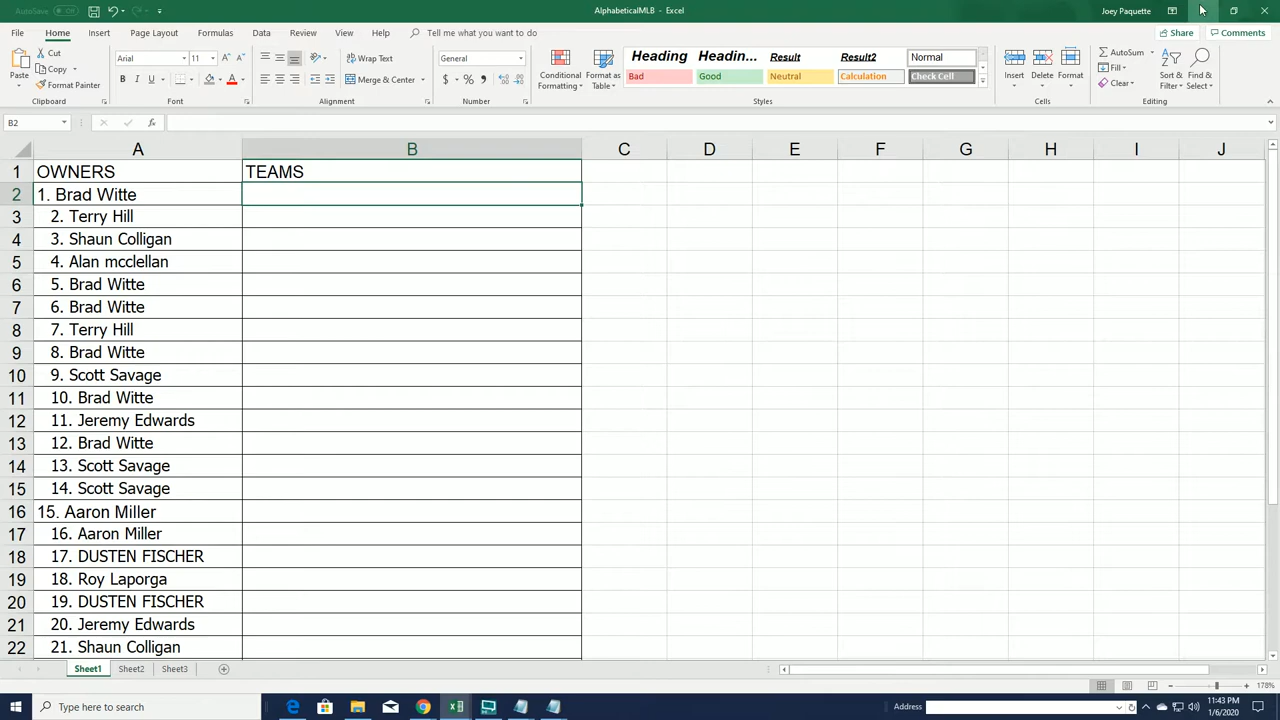 AutoSave Off
AlphabeticalMLB - Excel
Joey Paquette
File Home Insert Page Layout Formulas Data Review View Help Tell me what you want to do
Share Comments
Paste
Cut
Copy
Format Painter
Clipboard
Arial 11
B I U
Font
Wrap Text
Merge & Center
Alignment
General
$ % ,
Number
Conditional Formatting
Format as Table
Heading Headin... Result Result2 Normal
Bad Good Neutral Calculation Check Cell
Styles
Insert Delete Format
Cells
AutoSum
Fill
Clear
Sort & Filter
Find & Select
Editing
B2
fx
A B C D E F G H I J
1 OWNERS TEAMS
2 1. Brad Witte
3 2. Terry Hill
4 3. Shaun Colligan
5 4. Alan mcclellan
6 5. Brad Witte
7 6. Brad Witte
8 7. Terry Hill
9 8. Brad Witte
10 9. Scott Savage
11 10. Brad Witte
12 11. Jeremy Edwards
13 12. Brad Witte
14 13. Scott Savage
15 14. Scott Savage
16 15. Aaron Miller
17 16. Aaron Miller
18 17. DUSTEN FISCHER
19 18. Roy Laporga
20 19. DUSTEN FISCHER
21 20. Jeremy Edwards
22 21. Shaun Colligan
Sheet1 Sheet2 Sheet3
178%
Type here to search
Address
11:43 PM
1/6/2020